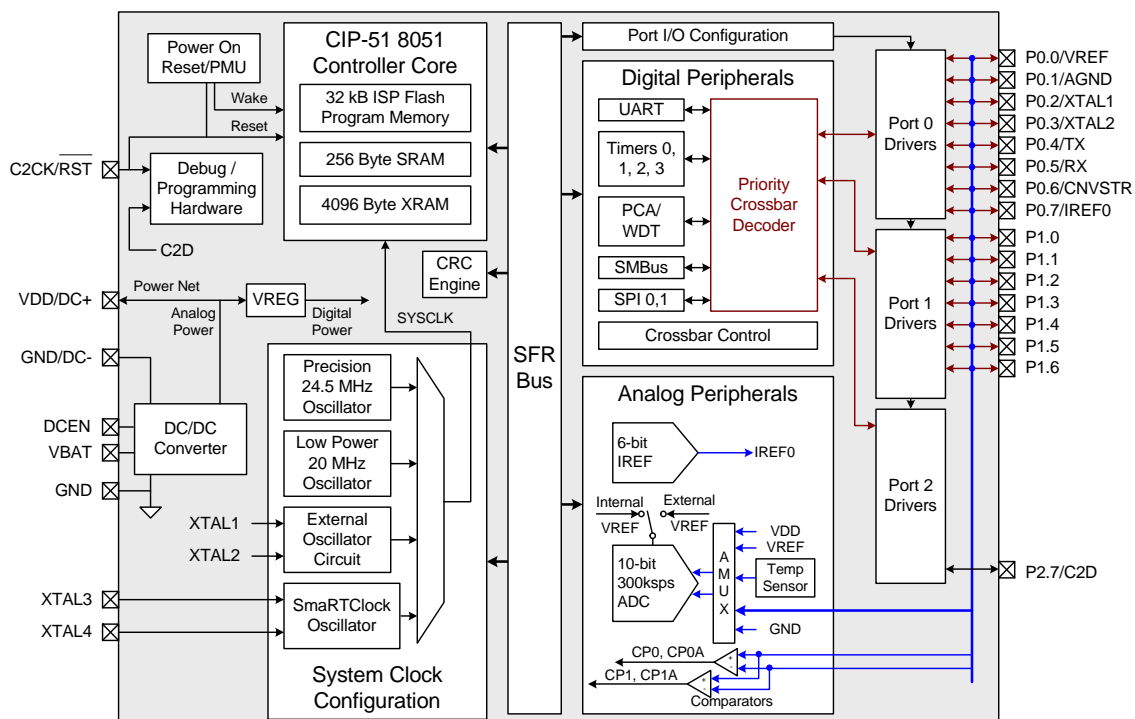 Power On
Reset/PMU
Wake
Reset
C2CK/RST
Debug /
Programming
Hardware
C2D
CIP-51 8051
Controller Core
32 kB ISP Flash
Program Memory
256 Byte SRAM
4096 Byte XRAM
VDD/DC+
Power Net
Analog
Power
VREG
Digital
Power
CRC
Engine
SYSCLK
GND/DC-
DCEN
VBAT
GND
DC/DC
Converter
Precision
24.5 MHz
Oscillator
Low Power
20 MHz
Oscillator
XTAL1
XTAL2
External
Oscillator
Circuit
XTAL3
XTAL4
SmaRTClock
Oscillator
System Clock
Configuration
SFR
Bus
Port I/O Configuration
Digital Peripherals
UART
Timers 0,
1, 2, 3
PCA/
WDT
SMBus
SPI 0,1
Priority
Crossbar
Decoder
Crossbar Control
Analog Peripherals
6-bit
IREF
IREF0
Internal
VREF
External
VREF
10-bit
300ksps
ADC
A
M
U
X
VDD
VREF
Temp
Sensor
GND
CP0, CP0A
+
-
CP1, CP1A
+
-
Comparators
Port 0
Drivers
Port 1
Drivers
Port 2
Drivers
P0.0/VREF
P0.1/AGND
P0.2/XTAL1
P0.3/XTAL2
P0.4/TX
P0.5/RX
P0.6/CNVSTR
P0.7/IREF0
P1.0
P1.1
P1.2
P1.3
P1.4
P1.5
P1.6
P2.7/C2D